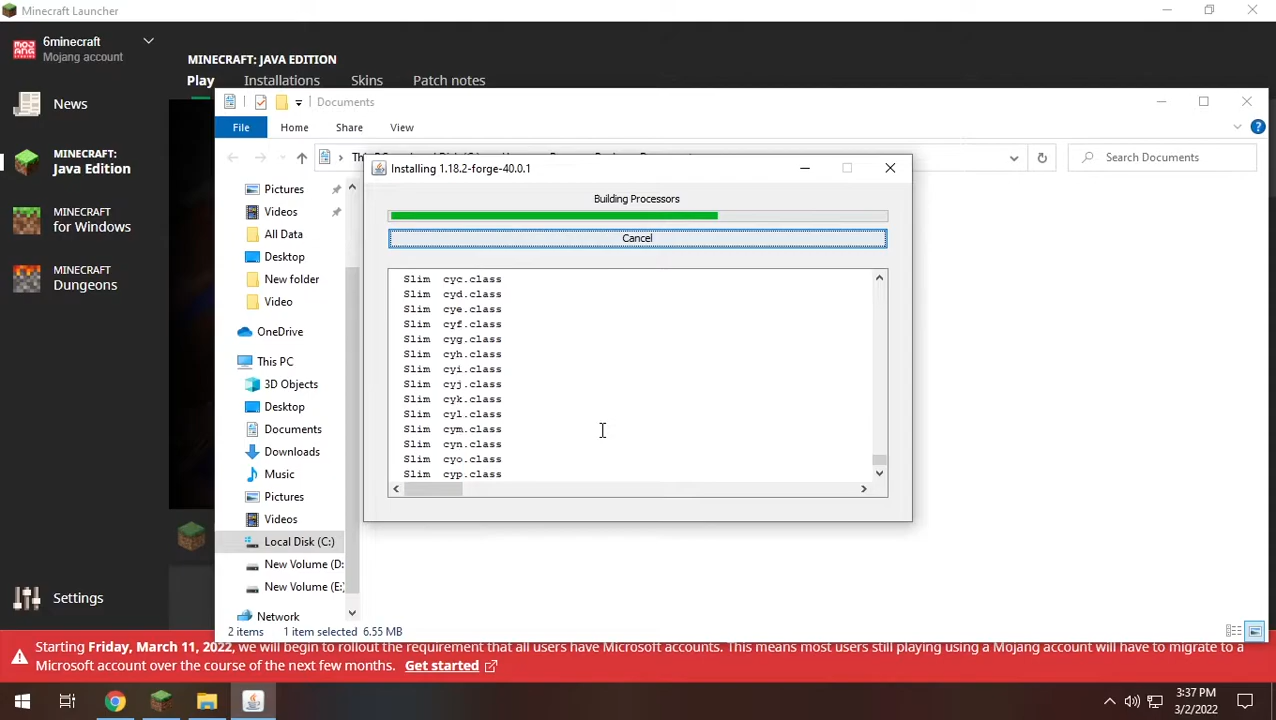 Minecraft Launcher
6minecraft
Mojang account
MINECRAFT: JAVA EDITION
Play Installations Skins Patch notes
News
MINECRAFT:
Java Edition
MINECRAFT
for Windows
MINECRAFT
Dungeons
Settings
Documents
File Home Share View
Search Documents
Pictures
Videos
All Data
Desktop
New folder
Video
OneDrive
This PC
3D Objects
Desktop
Documents
Downloads
Music
Pictures
Videos
Local Disk (C:)
New Volume (D:
New Volume (E:
Network
2 items 1 item selected 6.55 MB
Installing 1.18.2-forge-40.0.1
Building Processors
Cancel
Slim cyc.class
Slim cyd.class
Slim cye.class
Slim cyf.class
Slim cyg.class
Slim cyh.class
Slim cyi.class
Slim cyj.class
Slim cyk.class
Slim cyl.class
Slim cym.class
Slim cyn.class
Slim cyo.class
Slim cyp.class
Starting Friday, March 11, 2022, we will begin to rollout the requirement that all users have Microsoft accounts. This means most users still playing using a Mojang account will have to migrate to a
Microsoft account over the course of the next few months. Get started
3:37 PM
3/2/2022